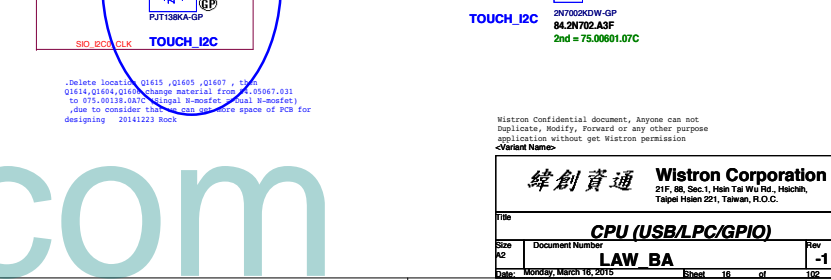 GP
PJT138KA-GP
SIO_I2C0_CLK
TOUCH_I2C
TOUCH_I2C
2N7002KDW-GP
84.2N702.A3F
2nd = 75.00601.07C
.Delete location Q1615 ,Q1605 ,Q1607 , then
Q1614,Q1604,Q1606 change material from 84.05067.031
to 075.00138.0A7C (Singal N-mosfet = Dual N-mosfet)
,due to consider that we can get more space of PCB for
designing 20141223 Rock
Wistron Confidential document, Anyone can not
Duplicate, Modify, Forward or any other purpose
application without get Wistron permission
<Variant Name>
緯創資通
Wistron Corporation
21F, 88, Sec.1, Hsin Tai Wu Rd., Hsichih,
Taipei Hsien 221, Taiwan, R.O.C.
Title
CPU (USB/LPC/GPIO)
Size
A2
Document Number
LAW_BA
Rev
-1
Date: Monday, March 16, 2015
Sheet 16 of 102
com